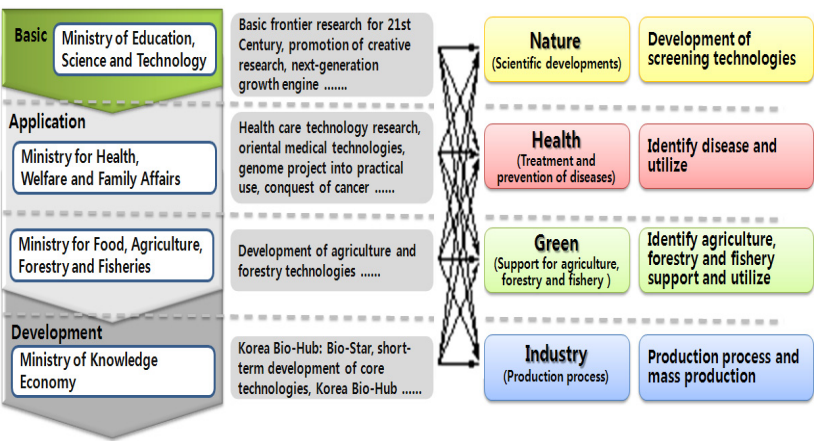 Basic
Ministry of Education,
Science and Technology
Basic frontier research for 21st
Century, promotion of creative
research, next-generation
growth engine .......
Nature
(Scientific developments)
Development of
screening technologies
Application
Ministry for Health,
Welfare and Family Affairs
Health care technology research,
oriental medical technologies,
genome project into practical
use, conquest of cancer ......
Health
(Treatment and
prevention of diseases)
Identify disease and
utilize
Ministry for Food, Agriculture,
Forestry and Fisheries
Development of agriculture and
forestry technologies ......
Green
(Support for agriculture,
forestry and fishery )
Identify agriculture,
forestry and fishery
support and utilize
Development
Ministry of Knowledge
Economy
Korea Bio-Hub: Bio-Star, short-
term development of core
technologies, Korea Bio-Hub ......
Industry
(Production process)
Production process and
mass production